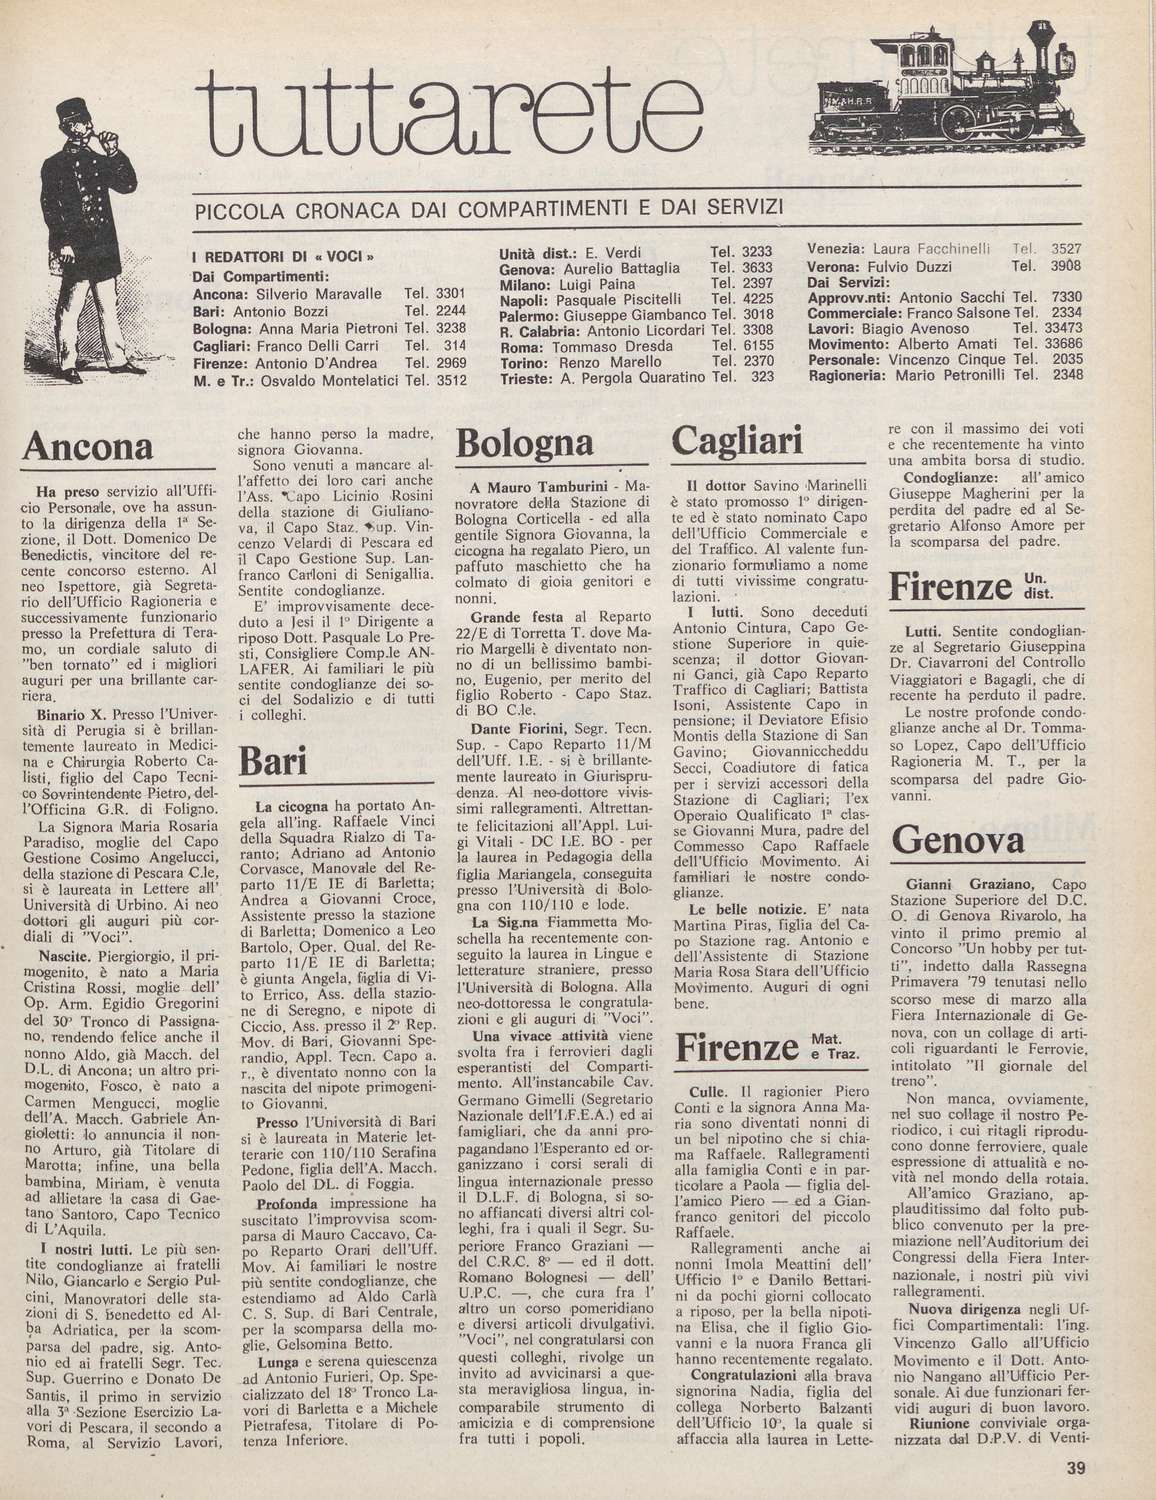 tuttarete
N.Y.&H.R.R
PICCOLA CRONACA DAI COMPARTIMENTI E DAI SERVIZI
I REDATTORI DI « VOCI »
Dai Compartimenti:
Ancona: Silverio Maravalle Tel. 3301
Bari: Antonio Bozzi Tel. 2244
Bologna: Anna Maria Pietroni Tel. 3238
Cagliari: Franco Delli Carri Tel. 314
Firenze: Antonio D'Andrea Tel. 2969
M. e Tr.: Osvaldo Montelatici Tel. 3512
Unità dist.: E. Verdi Tel. 3233
Genova: Aurelio Battaglia Tel. 3633
Milano: Luigi Paina Tel. 2397
Napoli: Pasquale Piscitelli Tel. 4225
Palermo: Giuseppe Giambanco Tel. 3018
R. Calabria: Antonio Licordari Tel. 3308
Roma: Tommaso Dresda Tel. 6155
Torino: Renzo Marello Tel. 2370
Trieste: A. Pergola Quaratino Tel. 323
Venezia: Laura Facchinelli Tel. 3527
Verona: Fulvio Duzzi Tel. 3908
Dai Servizi:
Approvv.nti: Antonio Sacchi Tel. 7330
Commerciale: Franco Salsone Tel. 2334
Lavori: Biagio Avenoso Tel. 33473
Movimento: Alberto Amati Tel. 33686
Personale: Vincenzo Cinque Tel. 2035
Ragioneria: Mario Petronilli Tel. 2348
Ancona
Ha preso servizio all'Uffi-
cio Personale, ove ha assun-
to la dirigenza della 1ª Se-
zione, il Dott. Domenico De
Benedictis, vincitore del re-
cente concorso esterno. Al
neo Ispettore, già Segreta-
rio dell'Ufficio Ragioneria e
successivamente funzionario
presso la Prefettura di Tera-
mo, un cordiale saluto di
"ben tornato" ed i migliori
auguri per una brillante car-
riera.
Binario X. Presso l'Univer-
sità di Perugia si è brillan-
temente laureato in Medici-
na e Chirurgia Roberto Ca-
listi, figlio del Capo Tecni-
co Sovrintendente Pietro, del-
l'Officina G.R. di Foligno.
La Signora Maria Rosaria
Paradiso, moglie del Capo
Gestione Cosimo Angelucci,
della stazione di Pescara C.le,
si è laureata in Lettere all'
Università di Urbino. Ai neo
dottori gli auguri più cor-
diali di "Voci".
Nascite. Piergiorgio, il pri-
mogenito, è nato a Maria
Cristina Rossi, moglie dell'
Op. Arm. Egidio Gregorini
del 30º Tronco di Passigna-
no, rendendo felice anche il
nonno Aldo, già Macch. del
D.L. di Ancona; un altro pri-
mogenito, Fosco, è nato a
Carmen Mengucci, moglie
dell'A. Macch. Gabriele An-
gioletti: lo annuncia il non-
no Arturo, già Titolare di
Marotta; infine, una bella
bambina, Miriam, è venuta
ad allietare la casa di Gae-
tano Santoro, Capo Tecnico
di L'Aquila.
I nostri lutti. Le più sen-
tite condoglianze ai fratelli
Nilo, Giancarlo e Sergio Pul-
cini, Manovratori delle sta-
zioni di S. Benedetto ed Al-
ba Adriatica, per la scom-
parsa del padre, sig. Anto-
nio ed ai fratelli Segr. Tec.
Sup. Guerrino e Donato De
Santis, il primo in servizio
alla 3ª Sezione Esercizio La-
vori di Pescara, il secondo a
Roma, al Servizio Lavori,
che hanno perso la madre,
signora Giovanna.
Sono venuti a mancare al-
l'affetto dei loro cari anche
l'Ass. Capo Licinio Rosini
della stazione di Giuliano-
va, il Capo Staz. Sup. Vin-
cenzo Velardi di Pescara ed
il Capo Gestione Sup. Lan-
franco Carloni di Senigallia.
Sentite condoglianze.
E' improvvisamente dece-
duto a Jesi il 1º Dirigente a
riposo Dott. Pasquale Lo Pre-
sti, Consigliere Comp.le AN-
LAFER. Ai familiari le più
sentite condoglianze dei so-
ci del Sodalizio e di tutti
i colleghi.
Bari
La cicogna ha portato An-
gela all'ing. Raffaele Vinci
della Squadra Rialzo di Ta-
ranto; Adriano ad Antonio
Corvasce, Manovale del Re-
parto 11/E IE di Barletta;
Andrea a Giovanni Croce,
Assistente presso la stazione
di Barletta; Domenico a Leo
Bartolo, Oper. Qual. del Re-
parto 11/E IE di Barletta;
è giunta Angela, figlia di Vi-
to Errico, Ass. della stazio-
ne di Seregno, e nipote di
Ciccio, Ass. presso il 2º Rep.
Mov. di Bari, Giovanni Spe-
randio, Appl. Tecn. Capo a.
r., è diventato nonno con la
nascita del nipote primogeni-
to Giovanni.
Presso l'Università di Bari
si è laureata in Materie let-
terarie con 110/110 Serafina
Pedone, figlia dell'A. Macch.
Paolo del DL. di Foggia.
Profonda impressione ha
suscitato l'improvvisa scom-
parsa di Mauro Caccavo, Ca-
po Reparto Orari dell'Uff.
Mov. Ai familiari le nostre
più sentite condoglianze, che
estendiamo ad Aldo Carlà
C. S. Sup. di Bari Centrale,
per la scomparsa della mo-
glie, Gelsomina Betto.
Lunga e serena quiescenza
ad Antonio Furieri, Op. Spe-
cializzato del 18º Tronco La-
vori di Barletta e a Michele
Pietrafesa, Titolare di Po-
tenza Inferiore.
Bologna
A Mauro Tamburini - Ma-
novratore della Stazione di
Bologna Corticella - ed alla
gentile Signora Giovanna, la
cicogna ha regalato Piero, un
paffuto maschietto che ha
colmato di gioia genitori e
nonni.
Grande festa al Reparto
22/E di Torretta T. dove Ma-
rio Margelli è diventato non-
no di un bellissimo bambi-
no, Eugenio, per merito del
figlio Roberto - Capo Staz.
di BO C.le.
Dante Fiorini, Segr. Tecn.
Sup. - Capo Reparto 11/M
dell'Uff. I.E. - si è brillante-
mente laureato in Giurispru-
denza. Al neo-dottore vivis-
simi rallegramenti. Altrettan-
te felicitazioni all'Appl. Lui-
gi Vitali - DC I.E. BO - per
la laurea in Pedagogia della
figlia Mariangela, conseguita
presso l'Università di Bolo-
gna con 110/110 e lode.
La Sig.na Fiammetta Mo-
schella ha recentemente con-
seguito la laurea in Lingue e
letterature straniere, presso
l'Università di Bologna. Alla
neo-dottoressa le congratula-
zioni e gli auguri di "Voci".
Una vivace attività viene
svolta fra i ferrovieri dagli
esperantisti del Comparti-
mento. All'instancabile Cav.
Germano Gimelli (Segretario
Nazionale dell'I.F.E.A.) ed ai
famigliari, che da anni pro-
pagandano l'Esperanto ed or-
ganizzano i corsi serali di
lingua internazionale presso
il D.L.F. di Bologna, si so-
no affiancati diversi altri col-
leghi, fra i quali il Segr. Su-
periore Franco Graziani —
del C.R.C. 8º — ed il dott.
Romano Bolognesi — dell'
U.P.C. —, che cura fra l'
altro un corso pomeridiano
e diversi articoli divulgativi.
"Voci", nel congratularsi con
questi colleghi, rivolge un
invito ad avvicinarsi a que-
sta meravigliosa lingua, in-
comparabile strumento di
amicizia e di comprensione
fra tutti i popoli.
Cagliari
Il dottor Savino Marinelli
è stato promosso 1º dirigen-
te ed è stato nominato Capo
dell'Ufficio Commerciale e
del Traffico. Al valente fun-
zionario formuliamo a nome
di tutti vivissime congratu-
lazioni.
I lutti. Sono deceduti
Antonio Cintura, Capo Ge-
stione Superiore in quie-
scenza; il dottor Giovan-
ni Ganci, già Capo Reparto
Traffico di Cagliari; Battista
Isoni, Assistente Capo in
pensione; il Deviatore Efisio
Montis della Stazione di San
Gavino; Giovanniccheddu
Secci, Coadiutore di fatica
per i servizi accessori della
Stazione di Cagliari; l'ex
Operaio Qualificato 1ª clas-
se Giovanni Mura, padre del
Commesso Capo Raffaele
dell'Ufficio Movimento. Ai
familiari le nostre condo-
glianze.
Le belle notizie. E' nata
Martina Piras, figlia del Ca-
po Stazione rag. Antonio e
dell'Assistente di Stazione
Maria Rosa Stara dell'Ufficio
Movimento. Auguri di ogni
bene.
Firenze Mat.
e Traz.
Culle. Il ragionier Piero
Conti e la signora Anna Ma-
ria sono diventati nonni di
un bel nipotino che si chia-
ma Raffaele. Rallegramenti
alla famiglia Conti e in par-
ticolare a Paola — figlia del-
l'amico Piero — ed a Gian-
franco genitori del piccolo
Raffaele.
Rallegramenti anche ai
nonni Imola Meattini dell'
Ufficio 1º e Danilo Bettari-
ni da pochi giorni collocato
a riposo, per la bella nipoti-
na Elisa, che il figlio Gio-
vanni e la nuora Franca gli
hanno recentemente regalato.
Congratulazioni alla brava
signorina Nadia, figlia del
collega Norberto Balzanti
dell'Ufficio 10º, la quale si
affaccia alla laurea in Lette-
re con il massimo dei voti
e che recentemente ha vinto
una ambita borsa di studio.
Condoglianze: all'amico
Giuseppe Magherini per la
perdita del padre ed al Se-
gretario Alfonso Amore per
la scomparsa del padre.
Firenze Un.
dist.
Lutti. Sentite condoglian-
ze al Segretario Giuseppina
Dr. Ciavarroni del Controllo
Viaggiatori e Bagagli, che di
recente ha perduto il padre.
Le nostre profonde condo-
glianze anche al Dr. Tomma-
so Lopez, Capo dell'Ufficio
Ragioneria M. T., per la
scomparsa del padre Gio-
vanni.
Genova
Gianni Graziano, Capo
Stazione Superiore del D.C.
O. di Genova Rivarolo, ha
vinto il primo premio al
Concorso "Un hobby per tut-
ti", indetto dalla Rassegna
Primavera '79 tenutasi nello
scorso mese di marzo alla
Fiera Internazionale di Ge-
nova, con un collage di arti-
coli riguardanti le Ferrovie,
intitolato "Il giornale del
treno".
Non manca, ovviamente,
nel suo collage il nostro Pe-
riodico, i cui ritagli riprodu-
cono donne ferroviere, quale
espressione di attualità e no-
vità nel mondo della rotaia.
All'amico Graziano, ap-
plauditissimo dal folto pub-
blico convenuto per la pre-
miazione nell'Auditorium dei
Congressi della Fiera Inter-
nazionale, i nostri più vivi
rallegramenti.
Nuova dirigenza negli Uf-
fici Compartimentali: l'ing.
Vincenzo Gallo all'Ufficio
Movimento e il Dott. Anto-
nio Nangano all'Ufficio Per-
sonale. Ai due funzionari fer-
vidi auguri di buon lavoro.
Riunione conviviale orga-
nizzata dal D.P.V. di Venti-
39